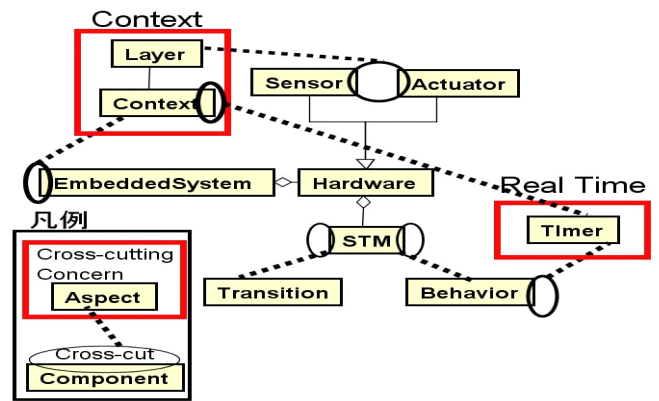 Context
Layer
Sensor
Actuator
Context
EmbeddedSystem
Hardware
Real Time
凡例
TImer
STM
Cross-cutting
Concern
Aspect
Transition
Behavior
Cross-cut
Component